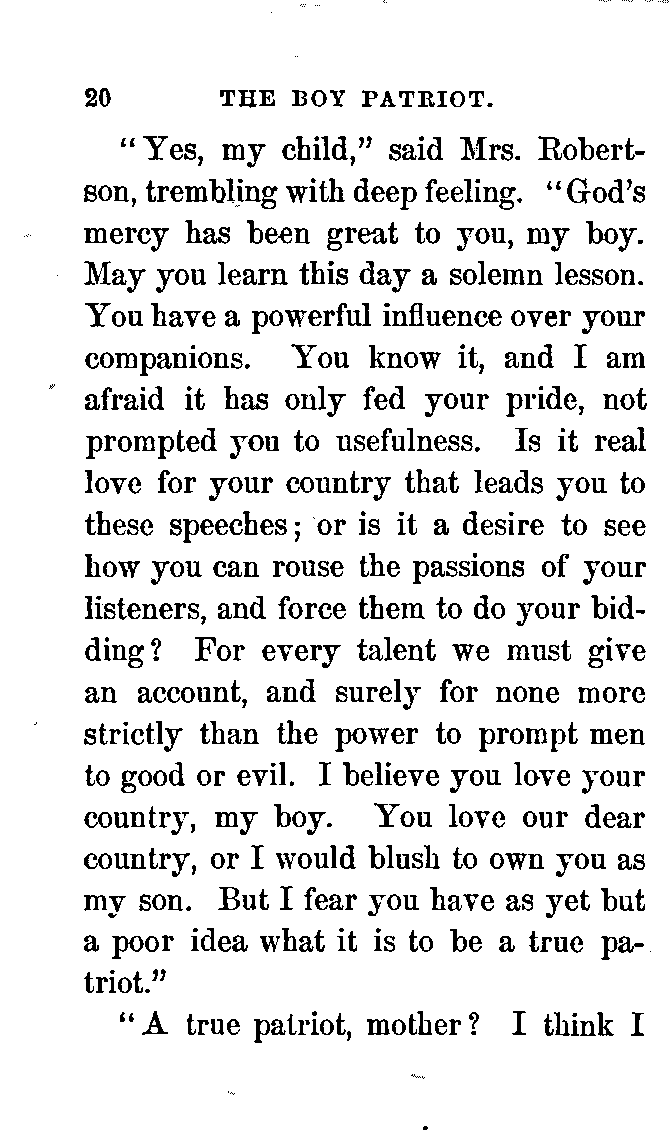 20 THE BOY PATRIOT.
“Yes, my child,” said Mrs. Robert-
son, trembling with deep feeling. “God’s
mercy has been great to you, my boy.
May you learn this day a solemn lesson.
You have a powerful influence over your
companions. You know it, and I am
afraid it has only fed your pride, not
prompted you to usefulness. Is it real
love for your country that leads you to
these speeches; or is it a desire to see
how you can rouse the passions of your
listeners, and force them to do your bid-
ding? For every talent we must give
an account, and surely for none more
strictly than the power to prompt men
to good or evil. I believe you love your
country, my boy. You love our dear
country, or I would blush to own you as
my son. But I fear you have as yet but
a poor idea what it is to be a true pa-
triot.”
“A true patriot, mother? I think I